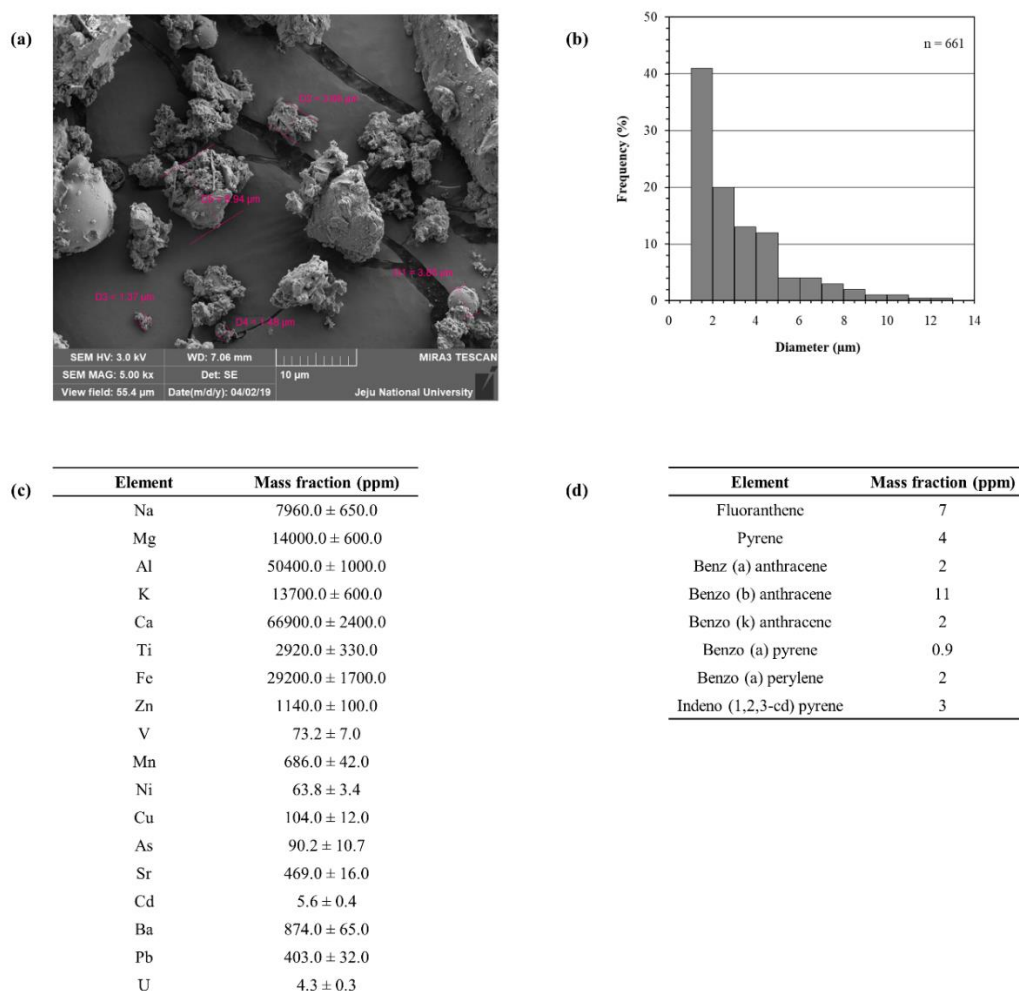 (a)
D3 = 1.37 µm
D4 = 1.48 µm
SEM HV: 3.0 kV WD: 7.06 mm MIRA3 TESCAN
SEM MAG: 5.00 kx Det: SE 10 µm
View field: 55.4 µm Date(m/d/y): 04/02/19 Jeju National University
(b)
n = 661
Frequency (%)
50
40
30
20
10
0
0 2 4 6 8 10 12 14
Diameter (µm)
(c)
Element Mass fraction (ppm)
Na 7960.0 ± 650.0
Mg 14000.0 ± 600.0
Al 50400.0 ± 1000.0
K 13700.0 ± 600.0
Ca 66900.0 ± 2400.0
Ti 2920.0 ± 330.0
Fe 29200.0 ± 1700.0
Zn 1140.0 ± 100.0
V 73.2 ± 7.0
Mn 686.0 ± 42.0
Ni 63.8 ± 3.4
Cu 104.0 ± 12.0
As 90.2 ± 10.7
Sr 469.0 ± 16.0
Cd 5.6 ± 0.4
Ba 874.0 ± 65.0
Pb 403.0 ± 32.0
U 4.3 ± 0.3
(d)
Element Mass fraction (ppm)
Fluoranthene 7
Pyrene 4
Benz (a) anthracene 2
Benzo (b) anthracene 11
Benzo (k) anthracene 2
Benzo (a) pyrene 0.9
Benzo (a) perylene 2
Indeno (1,2,3-cd) pyrene 3